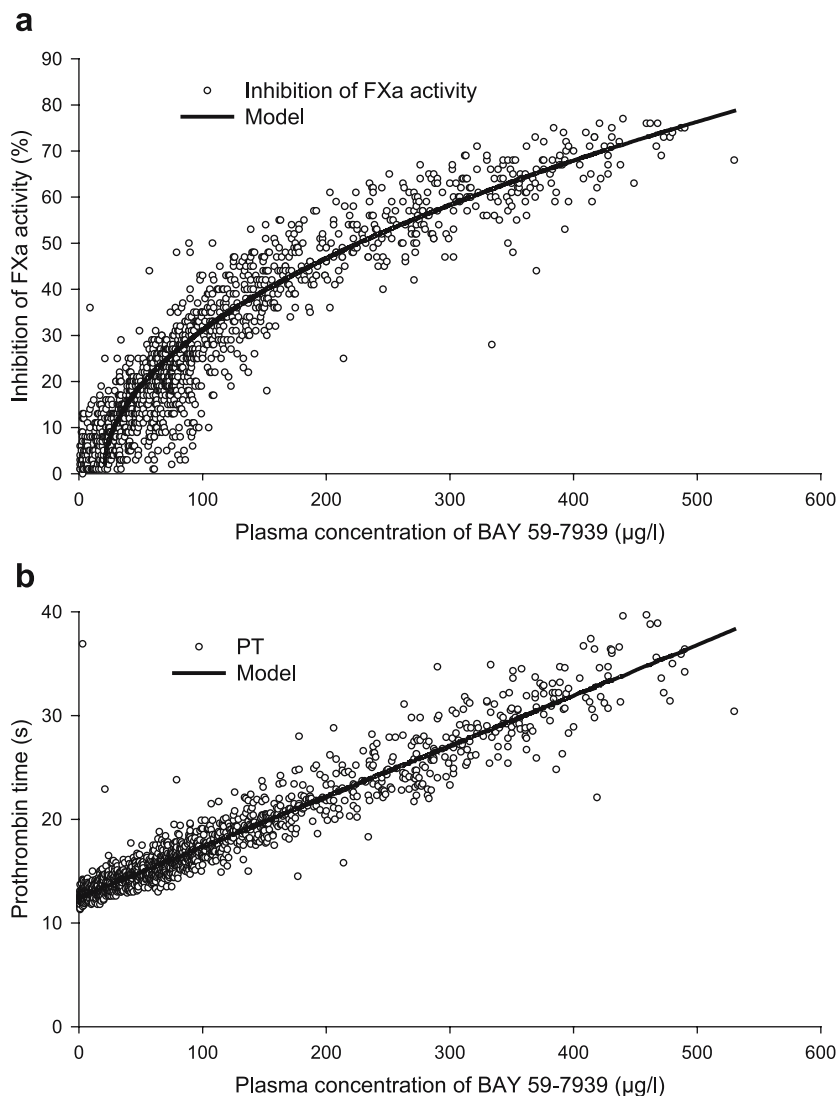 a
90
80
70
60
50
40
30
20
10
0
Inhibition of FXa activity (%)
Inhibition of FXa activity
Model
0 100 200 300 400 500 600
Plasma concentration of BAY 59-7939 (µg/l)
b
40
30
20
10
0
Prothrombin time (s)
PT
Model
0 100 200 300 400 500 600
Plasma concentration of BAY 59-7939 (µg/l)